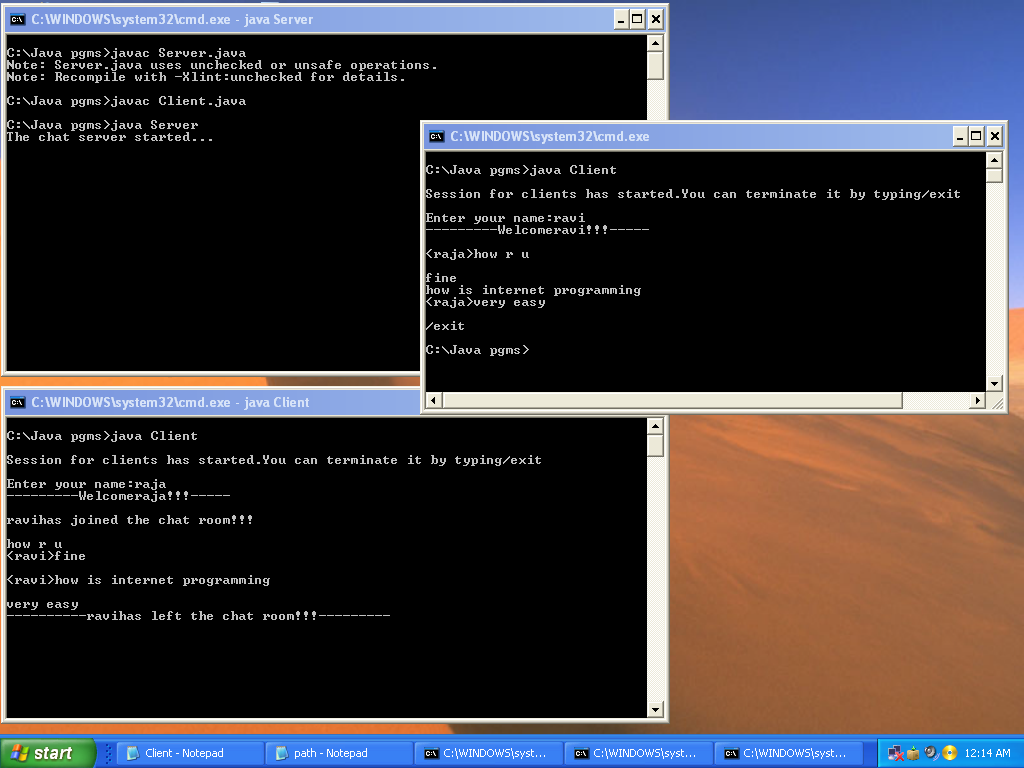 C:\WINDOWS\system32\cmd.exe - java Server
C:\Java pgms>javac Server.java
Note: Server.java uses unchecked or unsafe operations.
Note: Recompile with -Xlint:unchecked for details.
C:\Java pgms>javac Client.java
C:\Java pgms>java Server
The chat server started...
C:\WINDOWS\system32\cmd.exe
C:\Java pgms>java Client
Session for clients has started.You can terminate it by typing/exit
Enter your name:ravi
---------Welcomeravi!!!-----
<raja>how r u
fine
how is internet programming
<raja>very easy
/exit
C:\Java pgms>
C:\WINDOWS\system32\cmd.exe - java Client
C:\Java pgms>java Client
Session for clients has started.You can terminate it by typing/exit
Enter your name:raja
---------Welcomeraja!!!-----
ravihas joined the chat room!!!
how r u
<ravi>fine
<ravi>how is internet programming
very easy
----------ravihas left the chat room!!!---------
start
Client - Notepad
path - Notepad
C:\WINDOWS\syst...
C:\WINDOWS\syst...
C:\WINDOWS\syst...
12:14 AM